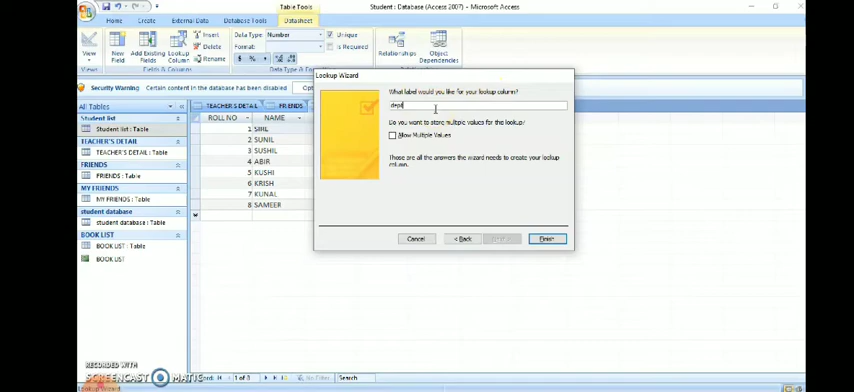 Table Tools
Student : Database (Access 2007) - Microsoft Access
Home Create External Data Database Tools Datasheet
View
New Field
Add Existing Fields
Lookup Column
Insert
Delete
Rename
Data Type: Number
Format:
$ % ,
Unique
Is Required
Relationships
Object Dependencies
Views
Fields & Columns
Security Warning Certain content in the database has been disabled
All Tables
Student list
Student list : Table
TEACHER'S DETAIL
TEACHER'S DETAIL : Table
FRIENDS
FRIENDS : Table
MY FRIENDS
MY FRIENDS : Table
student database
student database : Table
BOOK LIST
BOOK LIST : Table
BOOK LIST
TEACHER'S DETAIL FRIENDS
ROLL NO NAME
1 SIRIL
2 SUNIL
3 SUSHIL
4 ABIR
5 KUSHI
6 KRISH
7 KUNAL
8 SAMEER
Lookup Wizard
What label would you like for your lookup column?
dept
Do you want to store multiple values for the lookup?
Allow Multiple Values
Those are all the answers the wizard needs to create your lookup
column.
Cancel < Back Finish
RECORDED WITH
SCREENCAST MATIC
1 of 8 No Filter Search
Lookup Wizard